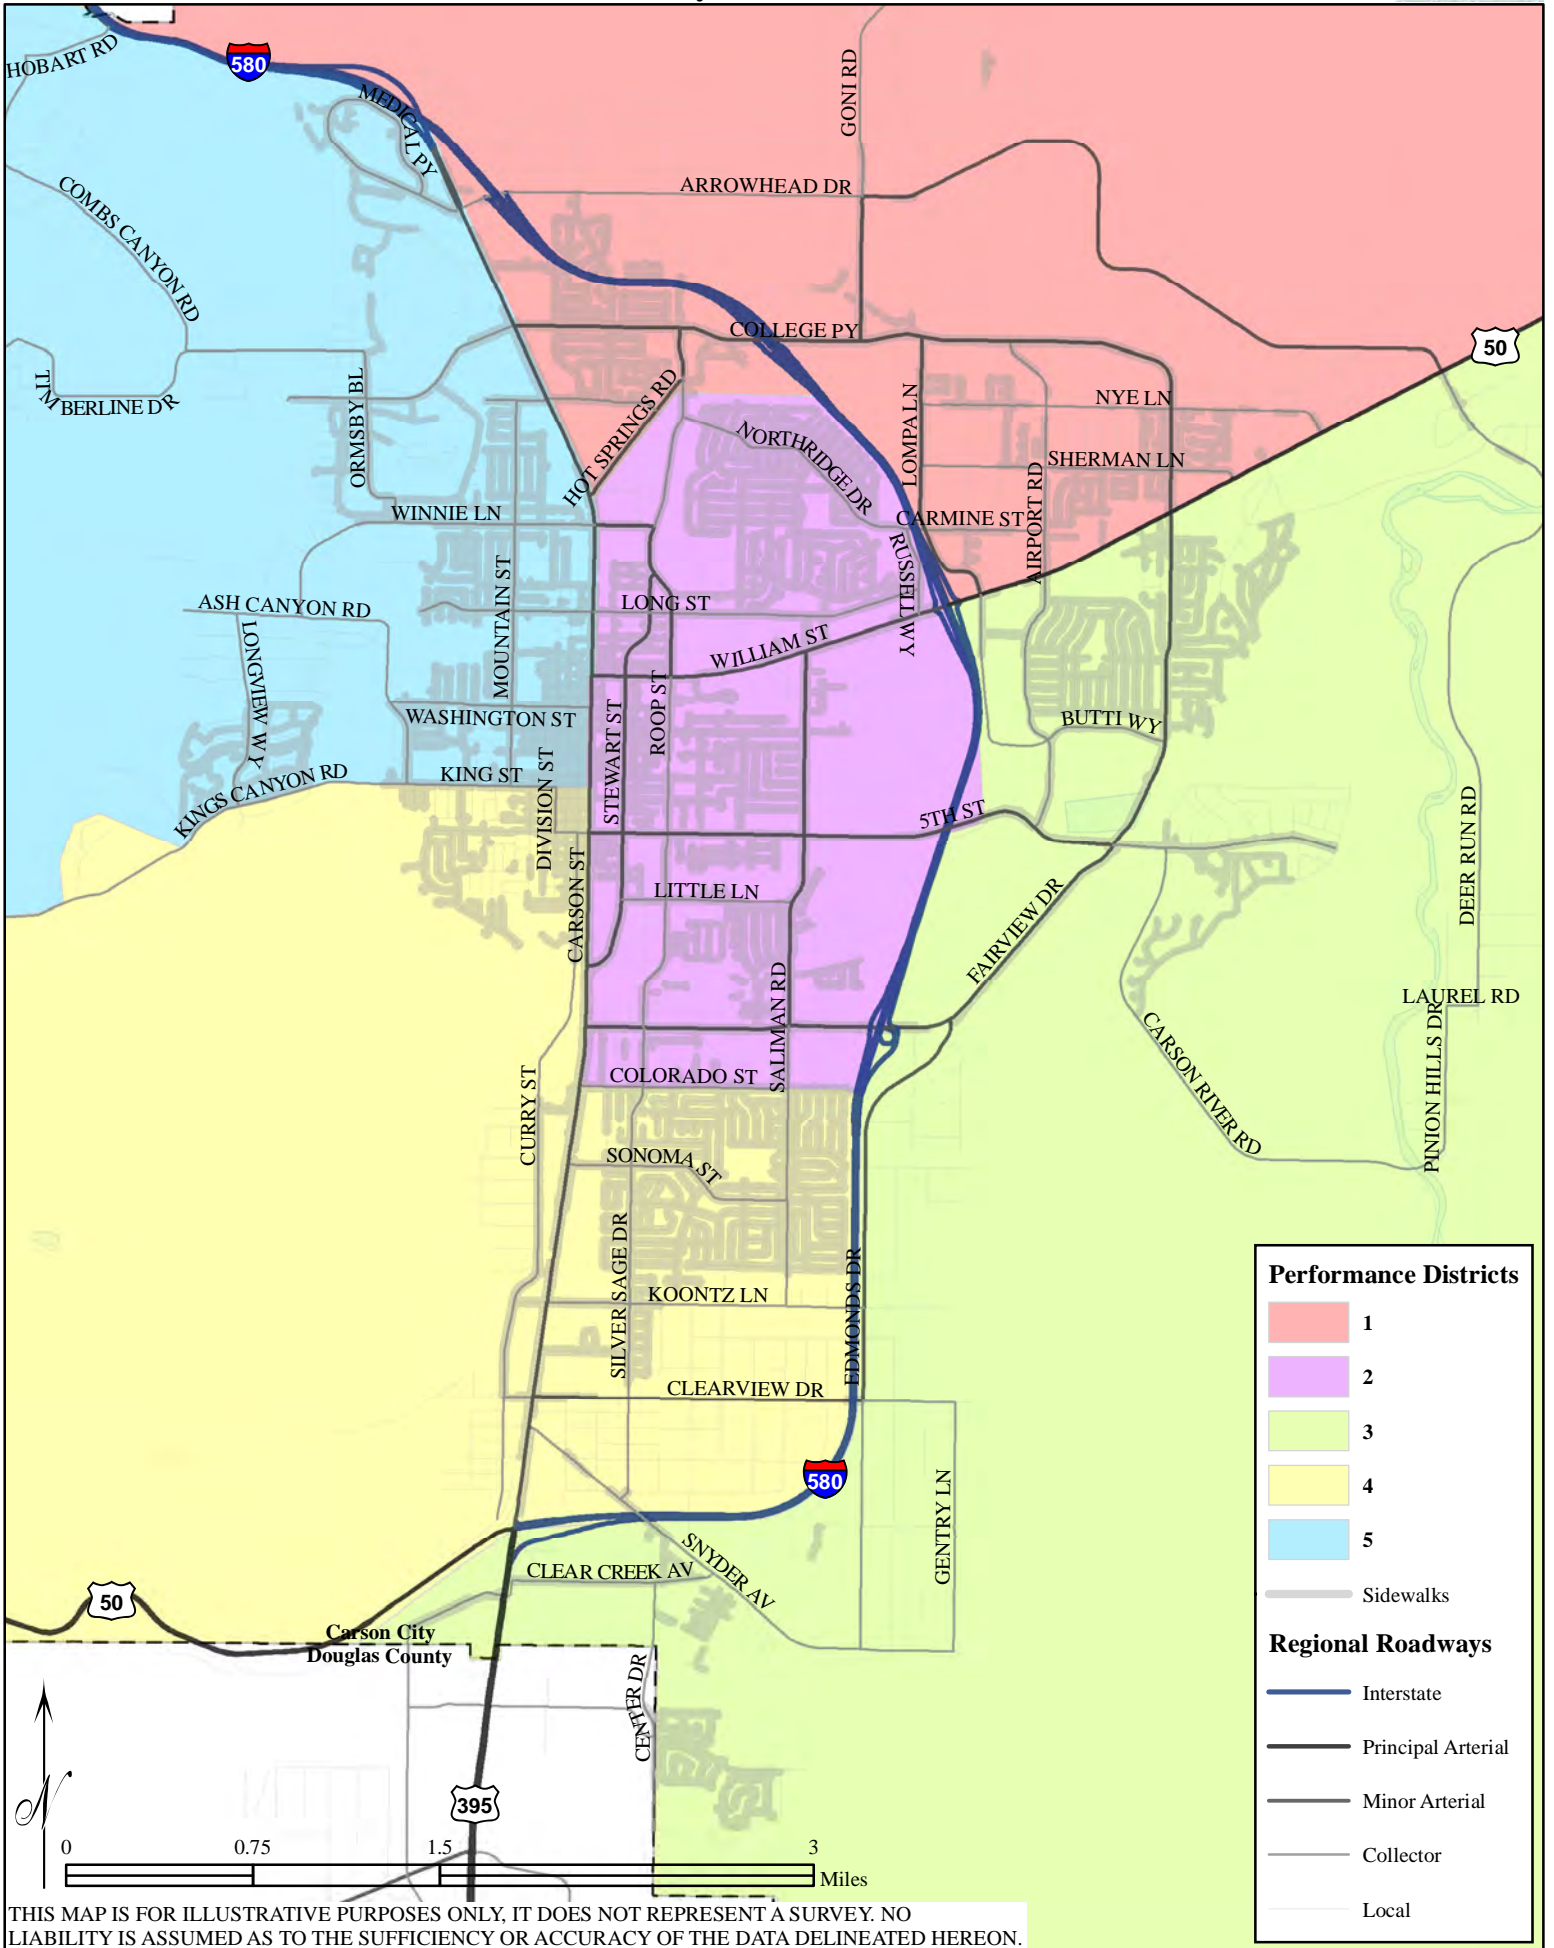 HOBART RD
580
MEDICAL PY
GONI RD
ARROWHEAD DR
COMBS CANYON RD
COLLEGE PY
50
TIMBERLINE DR
ORMSBY BL
HOT SPRINGS RD
NORTHRIDGE DR
LOMPA LN
NYE LN
SHERMAN LN
AIRPORT RD
WINNIE LN
CARMINE ST
RUSSELL WY
MOUNTAIN ST
ASH CANYON RD
LONG ST
LONGVIEW WY
WILLIAM ST
ROOP ST
STEWART ST
WASHINGTON ST
BUTTI WY
KINGS CANYON RD
KING ST
DIVISION ST
5TH ST
DEER RUN RD
CARSON ST
LITTLE LN
FAIRVIEW DR
SALIMAN RD
LAUREL RD
PINION HILLS DR
CARSON RIVER RD
COLORADO ST
CURRY ST
SONOMA ST
SILVER SAGE DR
KOONTZ LN
EDMONDS DR
CLEARVIEW DR
580
GENTRY LN
SNYDER AV
CLEAR CREEK AV
50
Carson City
Douglas County
CENTER DR
395
N
0 0.75 1.5 3
Miles
Performance Districts
1
2
3
4
5
Sidewalks
Regional Roadways
Interstate
Principal Arterial
Minor Arterial
Collector
Local
THIS MAP IS FOR ILLUSTRATIVE PURPOSES ONLY, IT DOES NOT REPRESENT A SURVEY. NO
LIABILITY IS ASSUMED AS TO THE SUFFICIENCY OR ACCURACY OF THE DATA DELINEATED HEREON.